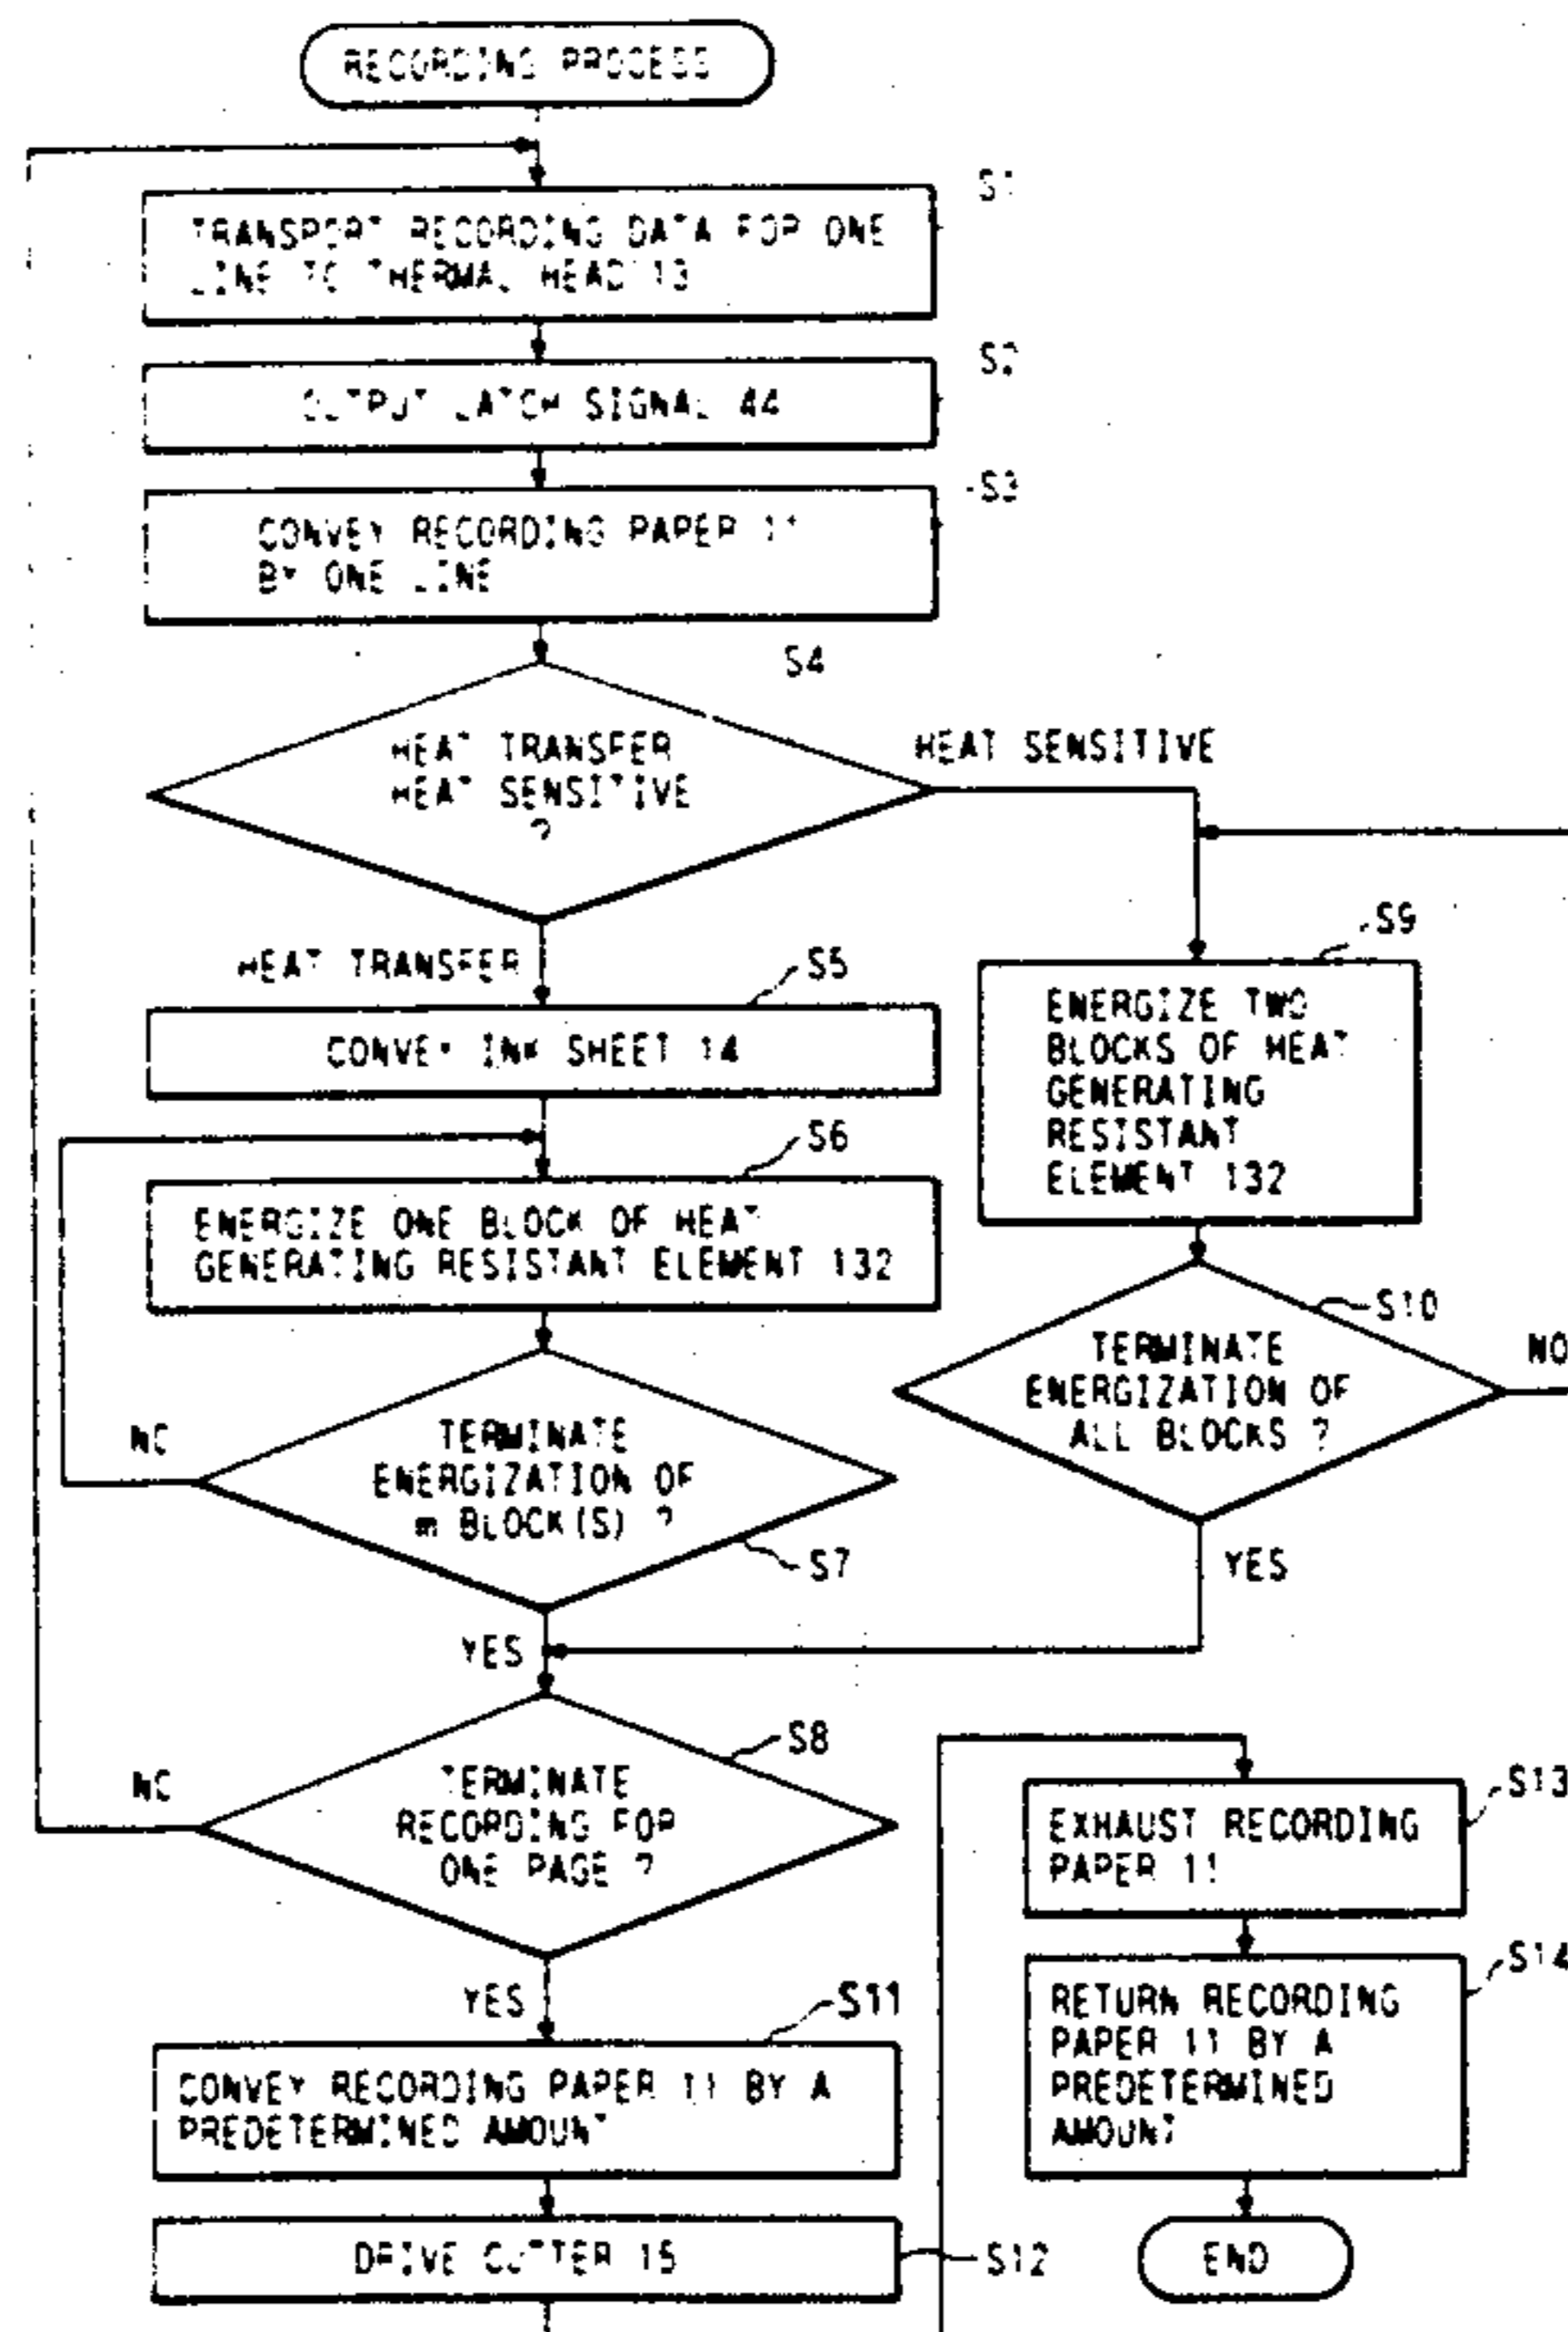 RECORDING PROCESS
S1
TRANSPORT RECORDING DATA FOR ONE
LINE TO THERMAL HEAD 13
S2
OUTPUT LATCH SIGNAL 44
S3
CONVEY RECORDING PAPER 11
BY ONE LINE
S4
HEAT TRANSFER
HEAT SENSITIVE
?
HEAT SENSITIVE
HEAT TRANSFER
S5
CONVEY INK SHEET 14
S6
ENERGIZE ONE BLOCK OF HEAT
GENERATING RESISTANT ELEMENT 132
NO
TERMINATE
ENERGIZATION OF
m BLOCK(S) ?
S7
YES
S9
ENERGIZE TWO
BLOCKS OF HEAT
GENERATING
RESISTANT
ELEMENT 132
S10
TERMINATE
ENERGIZATION OF
ALL BLOCKS ?
NO
YES
S8
NO
TERMINATE
RECORDING FOR
ONE PAGE ?
YES
S11
CONVEY RECORDING PAPER 11 BY A
PREDETERMINED AMOUNT
DRIVE CUTTER 15
S12
S13
EXHAUST RECORDING
PAPER 11
S14
RETURN RECORDING
PAPER 11 BY A
PREDETERMINED
AMOUNT
END